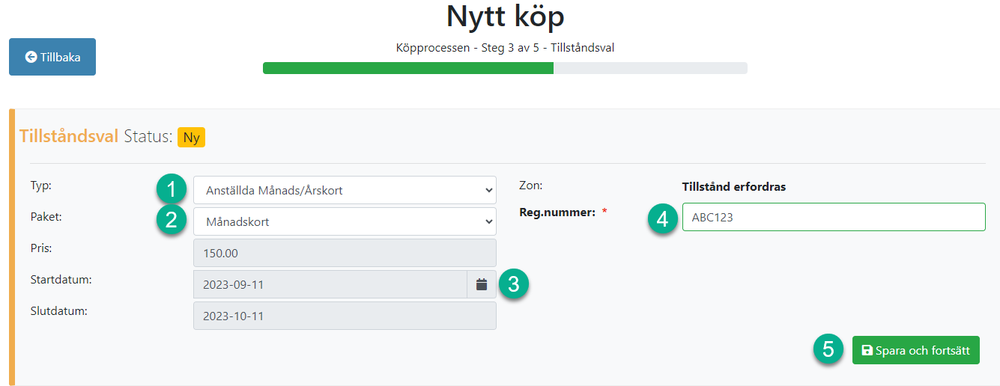 Nytt köp
Tillbaka
Köpprocessen - Steg 3 av 5 - Tillståndsval
Tillståndsval Status: Ny
Typ:
1
Anställda Månads/Årskort
Paket:
2
Månadskort
Pris:
150.00
Startdatum:
2023-09-11
3
Slutdatum:
2023-10-11
Zon:
Tillstånd erfordras
Reg.nummer: *
4
ABC123
5
Spara och fortsätt